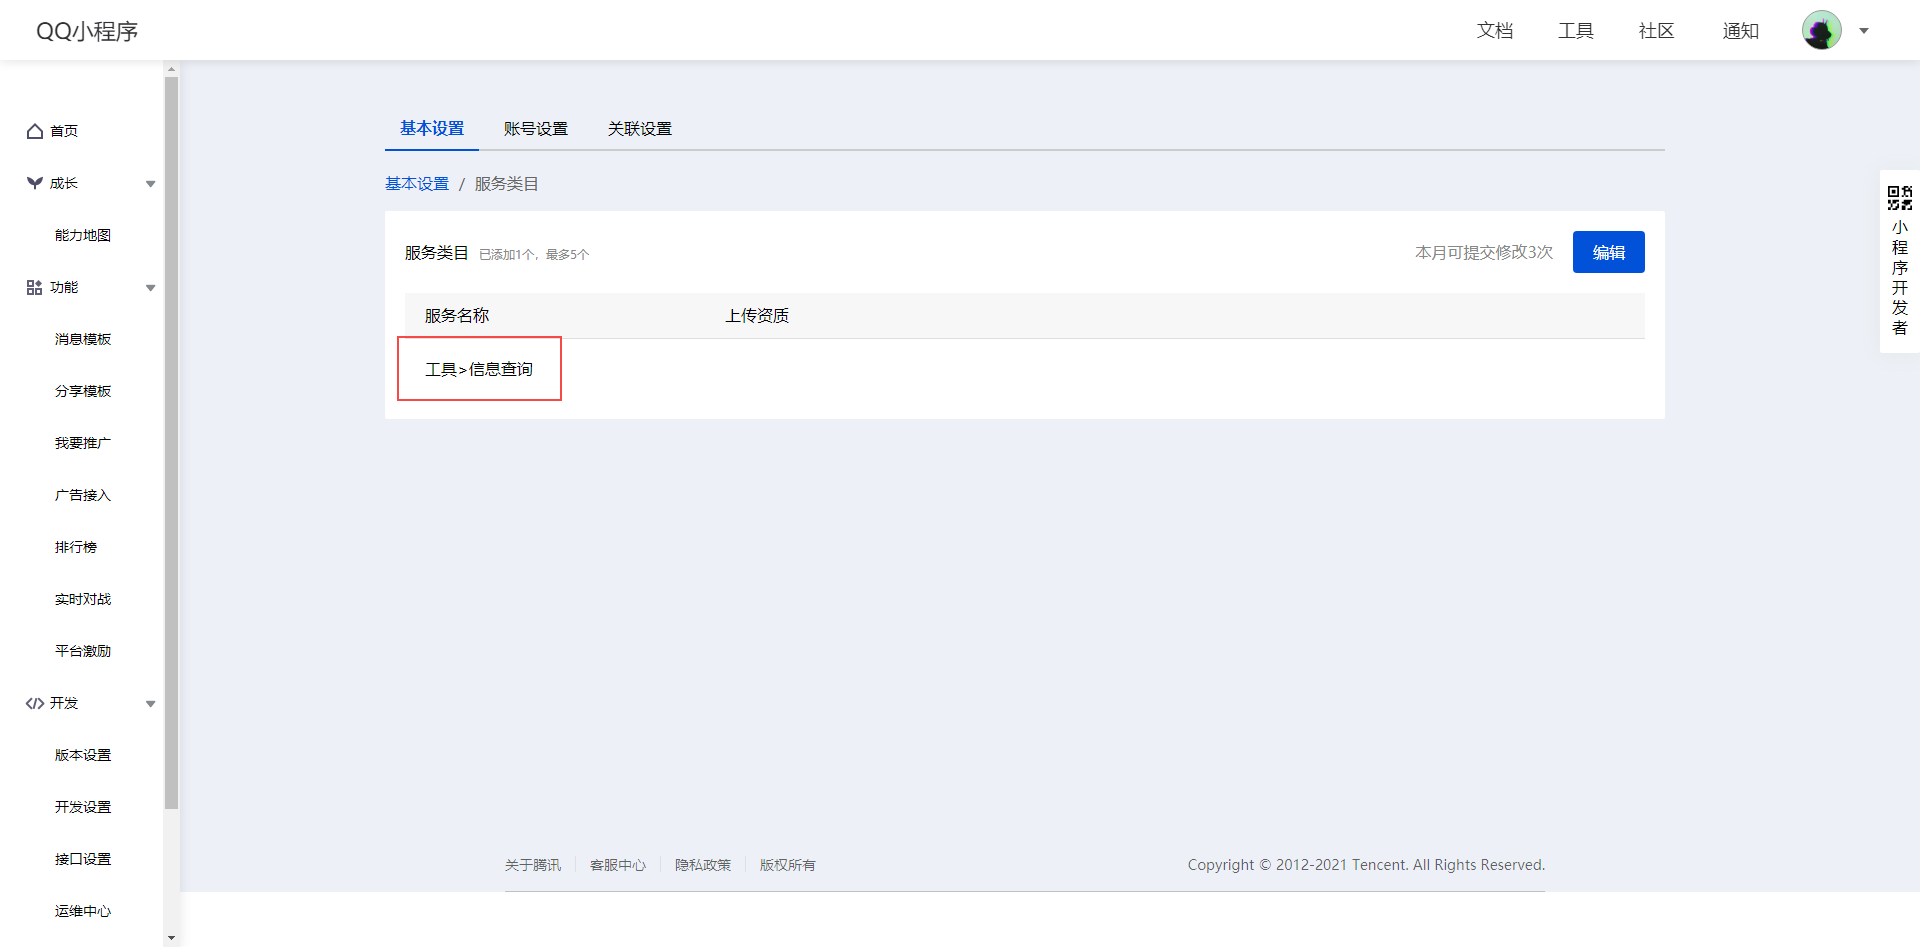 QQ小程序
文档
工具
社区
通知
首页
成长
能力地图
功能
消息模板
分享模板
我要推广
广告接入
排行榜
实时对战
平台激励
开发
版本设置
开发设置
接口设置
运维中心
基本设置
账号设置
关联设置
基本设置 / 服务类目
服务类目 已添加1个，最多5个
本月可提交修改3次
编辑
服务名称
上传资质
工具>信息查询
小程序开发者
关于腾讯
客服中心
隐私政策
版权所有
Copyright © 2012-2021 Tencent. All Rights Reserved.